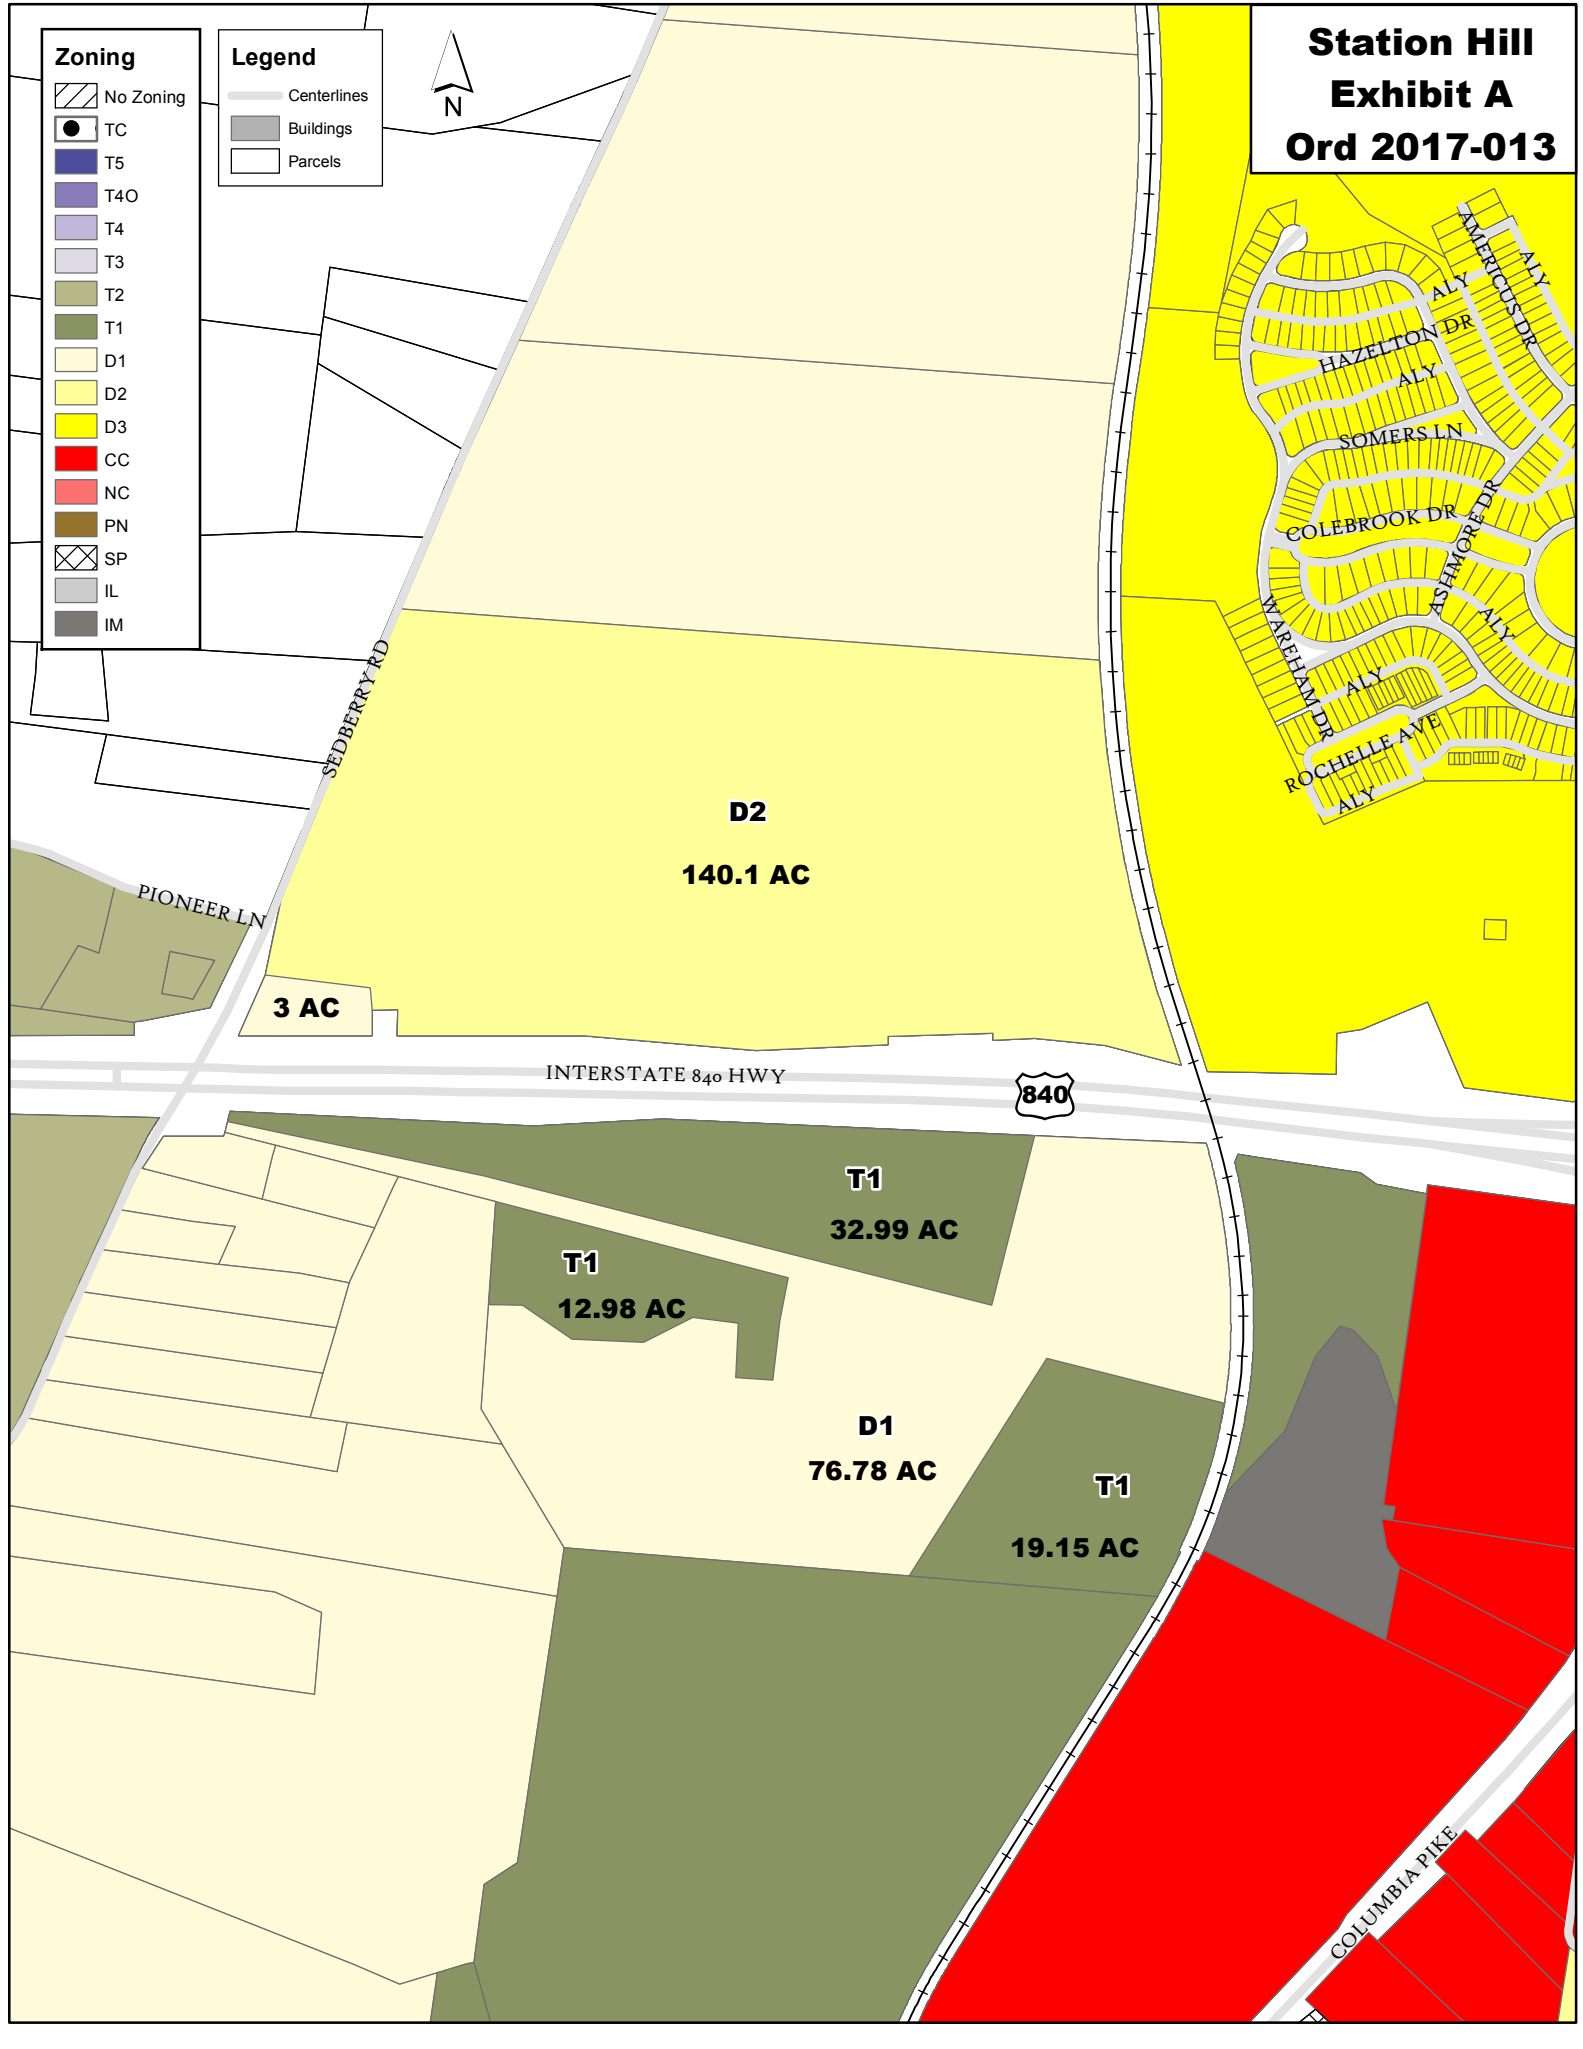 Station Hill
Exhibit A
Ord 2017-013
Zoning
No Zoning
TC
T5
T4O
T4
T3
T2
T1
D1
D2
D3
CC
NC
PN
SP
IL
IM
Legend
Centerlines
Buildings
Parcels
N
AMERICUS DR
ALY
ALY
HAZELTON DR
ALY
SOMERS LN
COLEBROOK DR
ASHMORE DR
WAREHAM DR
ALY
ALY
ROCHELLE AVE
ALY
SEDBERRY RD
D2
140.1 AC
PIONEER LN
3 AC
INTERSTATE 840 HWY
840
T1
32.99 AC
T1
12.98 AC
D1
76.78 AC
T1
19.15 AC
COLUMBIA PIKE